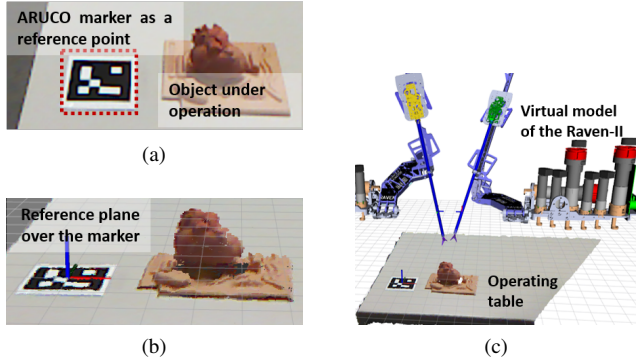 ARUCO marker as a
reference point
Object under
operation
(a)
Reference plane
over the marker
(b)
Virtual model
of the Raven-II
Operating
table
(c)